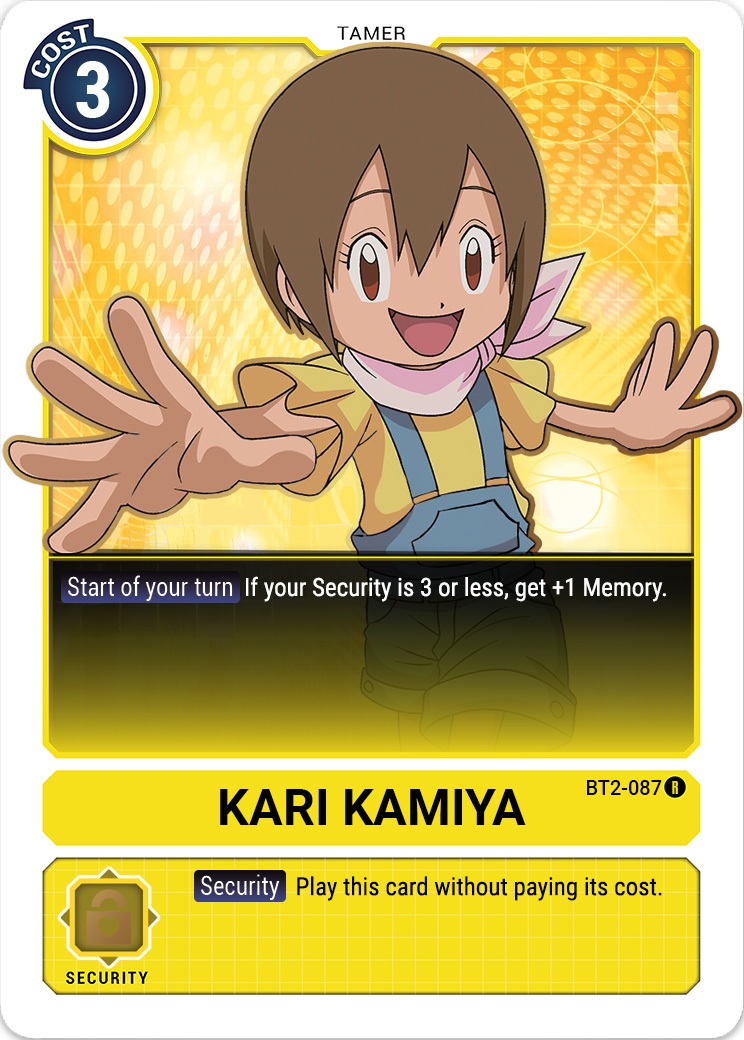 TAMER
COST
3
Start of your turn If your Security is 3 or less, get +1 Memory.
KARI KAMIYA
BT2-087 R
Security Play this card without paying its cost.
SECURITY